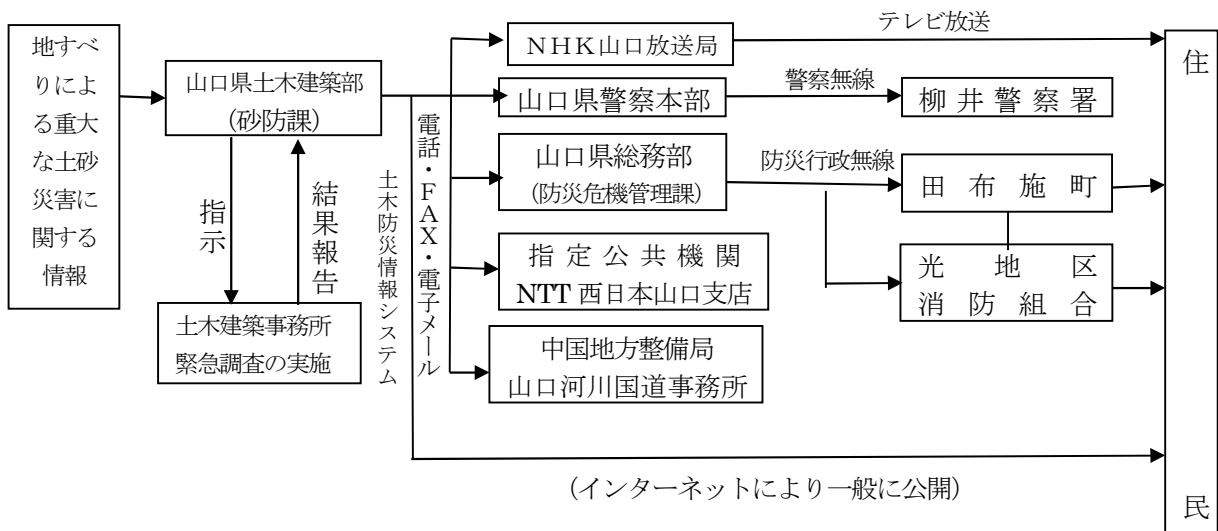 地すべ
りによ
る重大
な土砂
災害に
関する
情報
山口県土木建築部
(砂防課)
指示
結果報告
土木建築事務所
緊急調査の実施
土木防災情報システム
電話・FAX・電子メール
NHK山口放送局
テレビ放送
山口県警察本部
警察無線
柳井警察署
山口県総務部
(防災危機管理課)
防災行政無線
田布施町
光地区
消防組合
指定公共機関
NTT西日本山口支店
中国地方整備局
山口河川国道事務所
(インターネットにより一般に公開)
住民